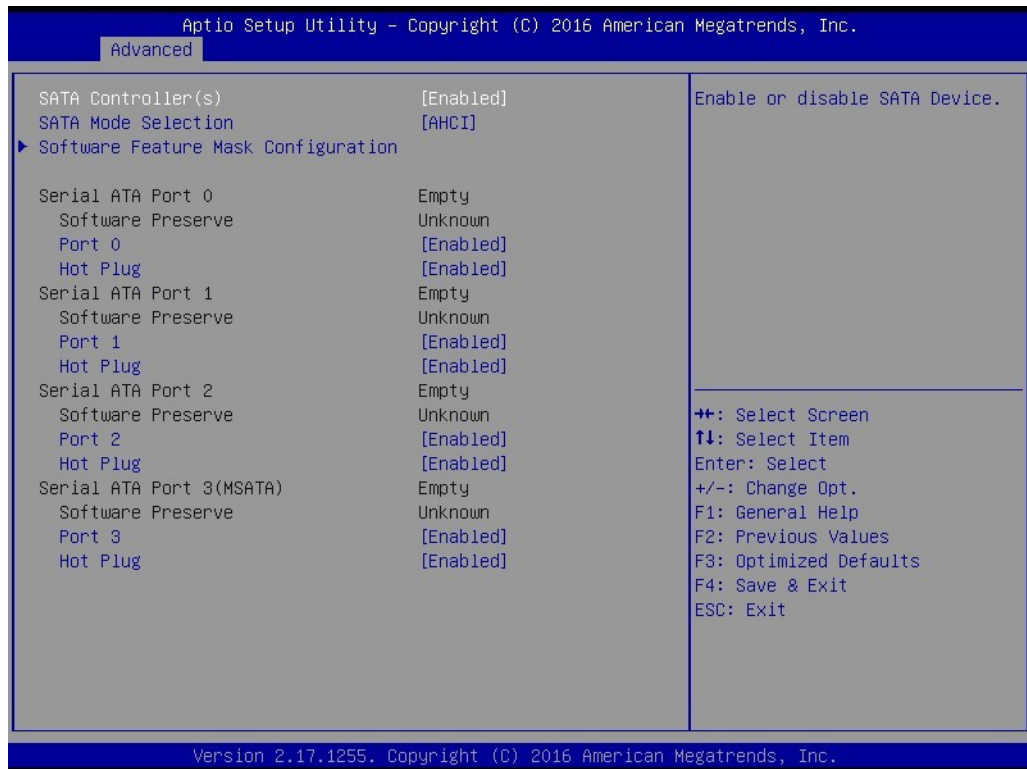 Aptio Setup Utility – Copyright (C) 2016 American Megatrends, Inc.
Advanced
SATA Controller(s) [Enabled]
SATA Mode Selection [AHCI]
Software Feature Mask Configuration
Serial ATA Port 0 Empty
Software Preserve Unknown
Port 0 [Enabled]
Hot Plug [Enabled]
Serial ATA Port 1 Empty
Software Preserve Unknown
Port 1 [Enabled]
Hot Plug [Enabled]
Serial ATA Port 2 Empty
Software Preserve Unknown
Port 2 [Enabled]
Hot Plug [Enabled]
Serial ATA Port 3(MSATA) Empty
Software Preserve Unknown
Port 3 [Enabled]
Hot Plug [Enabled]
Enable or disable SATA Device.
→←: Select Screen
↑↓: Select Item
Enter: Select
+/-: Change Opt.
F1: General Help
F2: Previous Values
F3: Optimized Defaults
F4: Save & Exit
ESC: Exit
Version 2.17.1255. Copyright (C) 2016 American Megatrends, Inc.